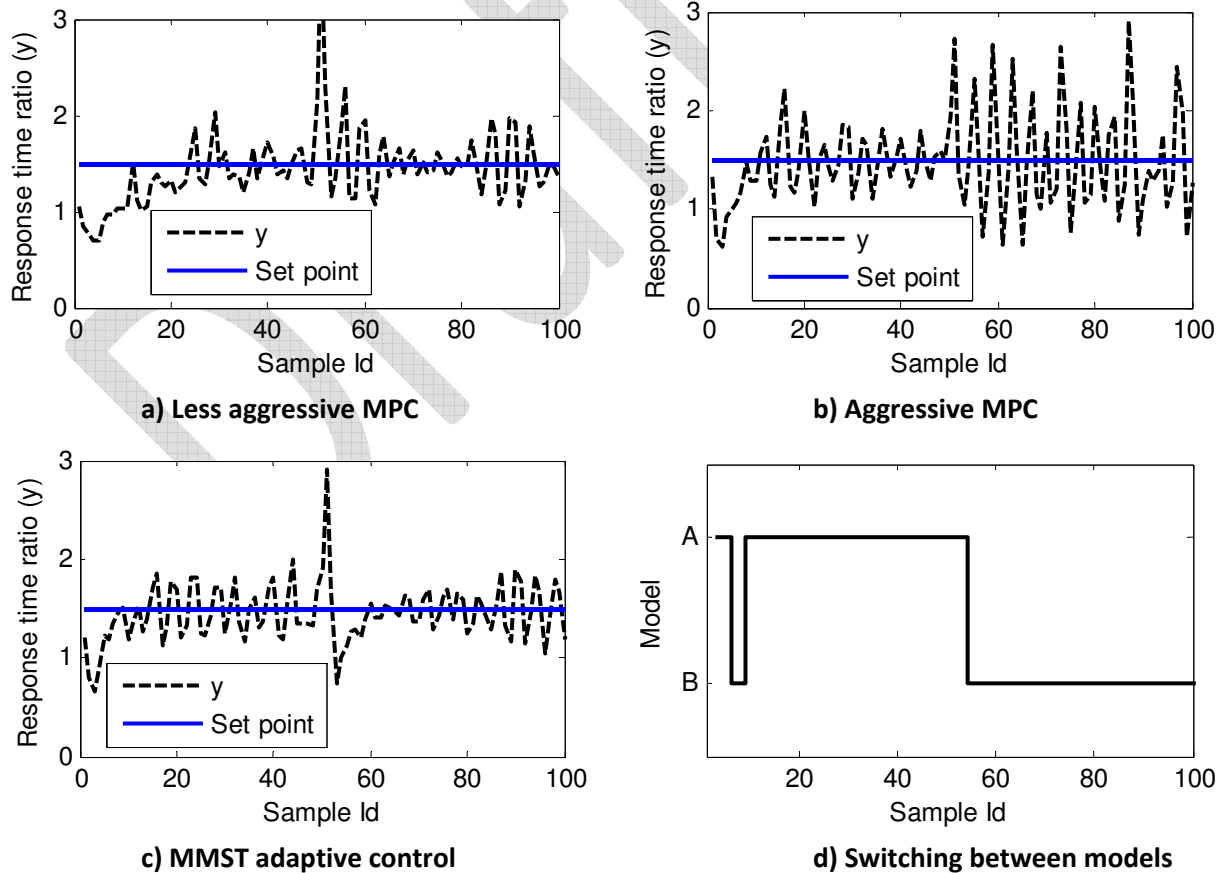 Response time ratio (y)
3
2
1
0
y
Set point
0 20 40 60 80 100
Sample Id
a) Less aggressive MPC
Response time ratio (y)
3
2
1
0
y
Set point
0 20 40 60 80 100
Sample Id
b) Aggressive MPC
Response time ratio (y)
3
2
1
0
y
Set point
0 20 40 60 80 100
Sample Id
c) MMST adaptive control
Model
A
B
20 40 60 80 100
Sample Id
d) Switching between models